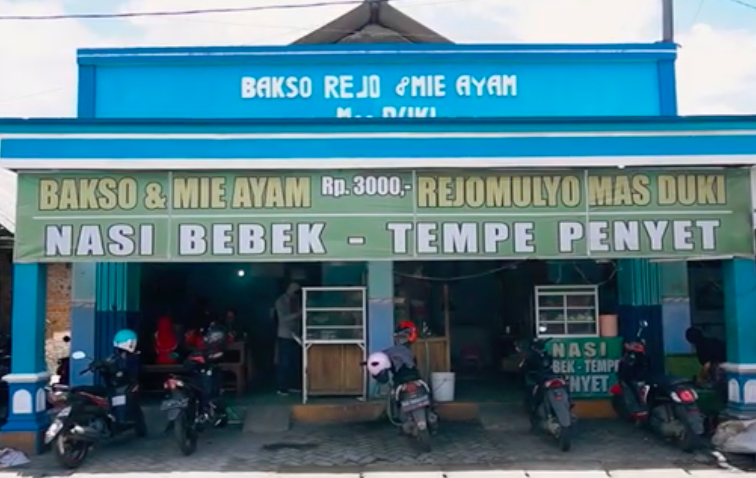 BAKSO REJO & MIE AYAM
BAKSO & MIE AYAM Rp. 3000,- REJOMULYO MAS DUKI
NASI BEBEK - TEMPE PENYET
NASI
BEK - TEMPE
ENYET